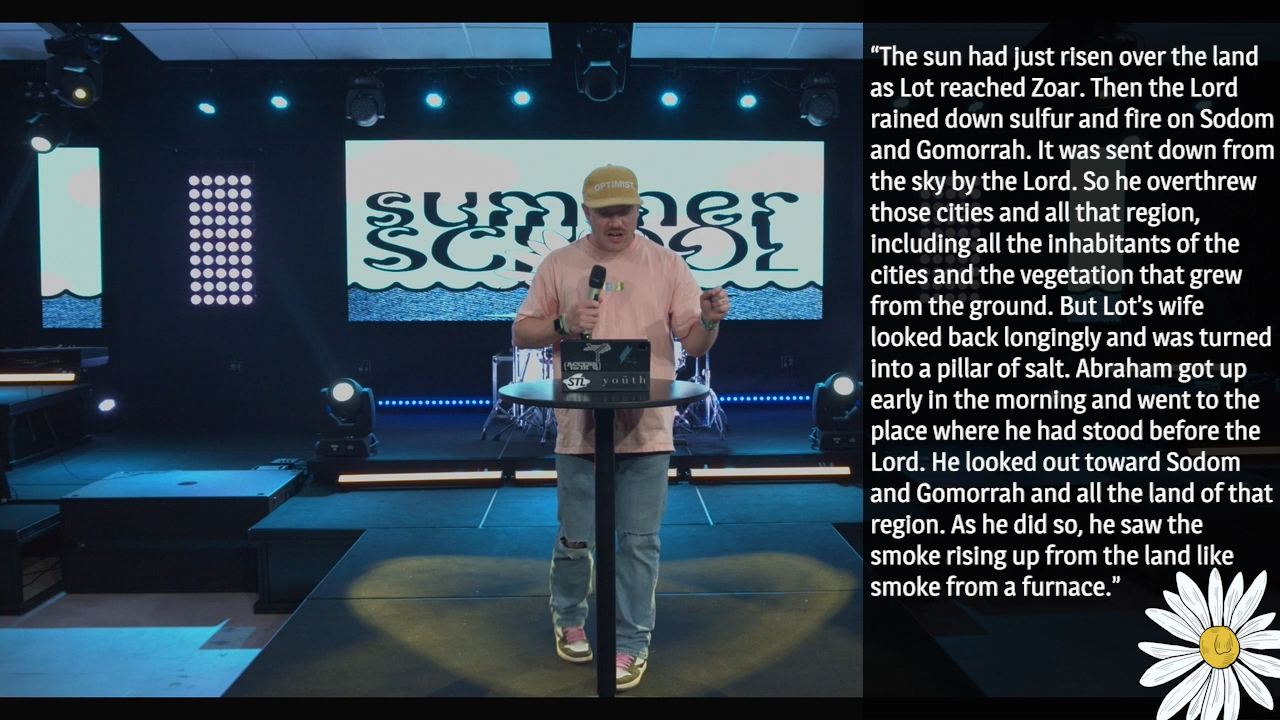 OPTIMIST
summer
SCHOOL
STL
yoüth
“The sun had just risen over the land
as Lot reached Zoar. Then the Lord
rained down sulfur and fire on Sodom
and Gomorrah. It was sent down from
the sky by the Lord. So he overthrew
those cities and all that region,
including all the inhabitants of the
cities and the vegetation that grew
from the ground. But Lot’s wife
looked back longingly and was turned
into a pillar of salt. Abraham got up
early in the morning and went to the
place where he had stood before the
Lord. He looked out toward Sodom
and Gomorrah and all the land of that
region. As he did so, he saw the
smoke rising up from the land like
smoke from a furnace.”